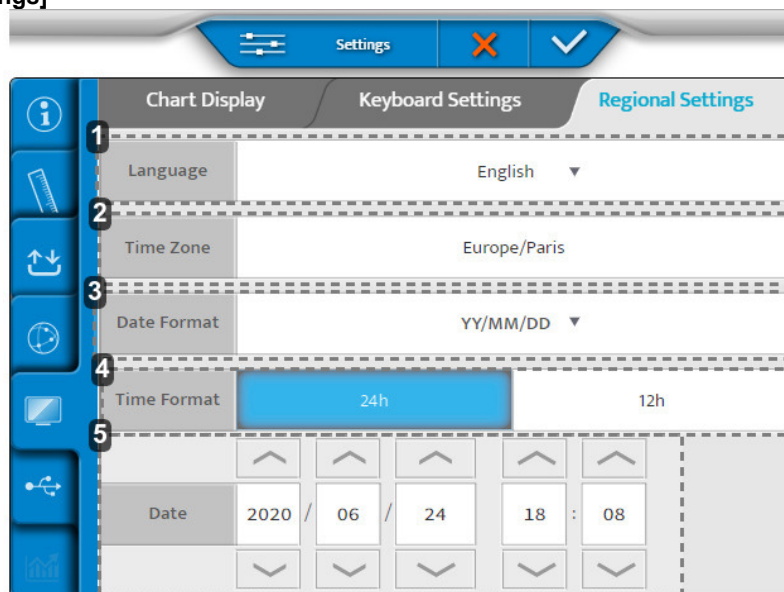 ngs]
Settings
Chart Display Keyboard Settings Regional Settings
1
Language English ▼
2
Time Zone Europe/Paris
3
Date Format YY/MM/DD ▼
4
Time Format 24h 12h
5
Date 2020 / 06 / 24 18 : 08